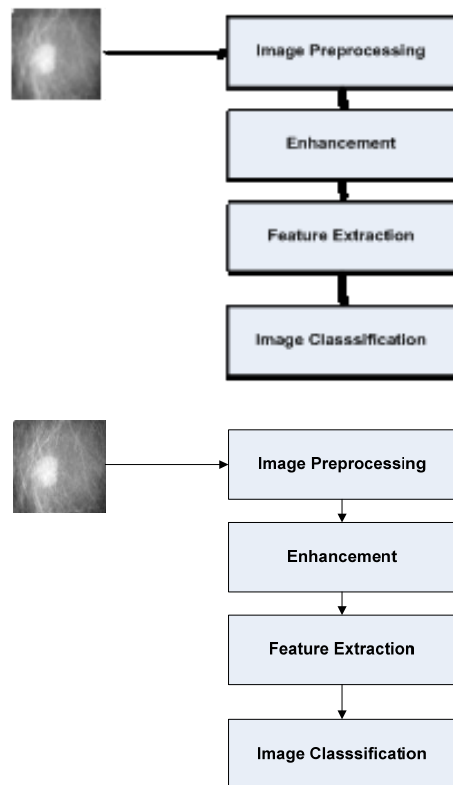 Image Preprocessing
Enhancement
Feature Extraction
Image Classsification
Image Preprocessing
Enhancement
Feature Extraction
Image Classsification